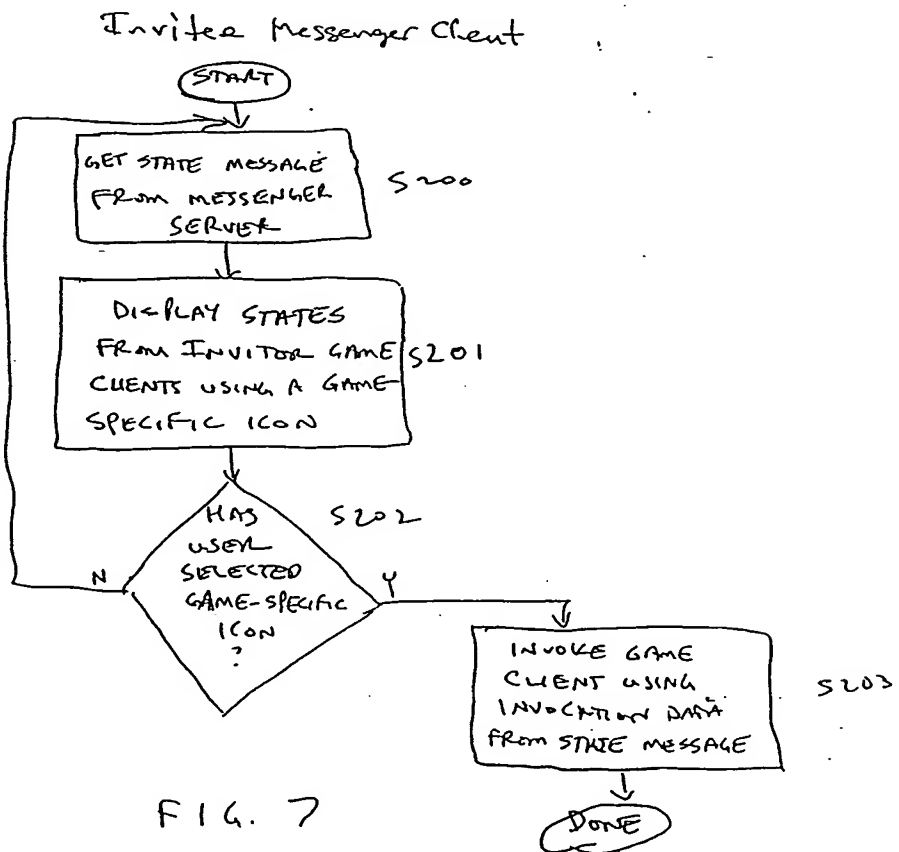 Invitee Messenger Client
START
GET STATE MESSAGE
FROM MESSENGER
SERVER
S200
DISPLAY STATES
FROM INVITOR GAME
CLIENTS USING A GAME-
SPECIFIC ICON
S201
HAS
USER
SELECTED
GAME-SPECIFIC
ICON
?
S202
N
Y
INVOKE GAME
CLIENT USING
INVOCATION DATA
FROM STATE MESSAGE
S203
DONE
FIG. 7